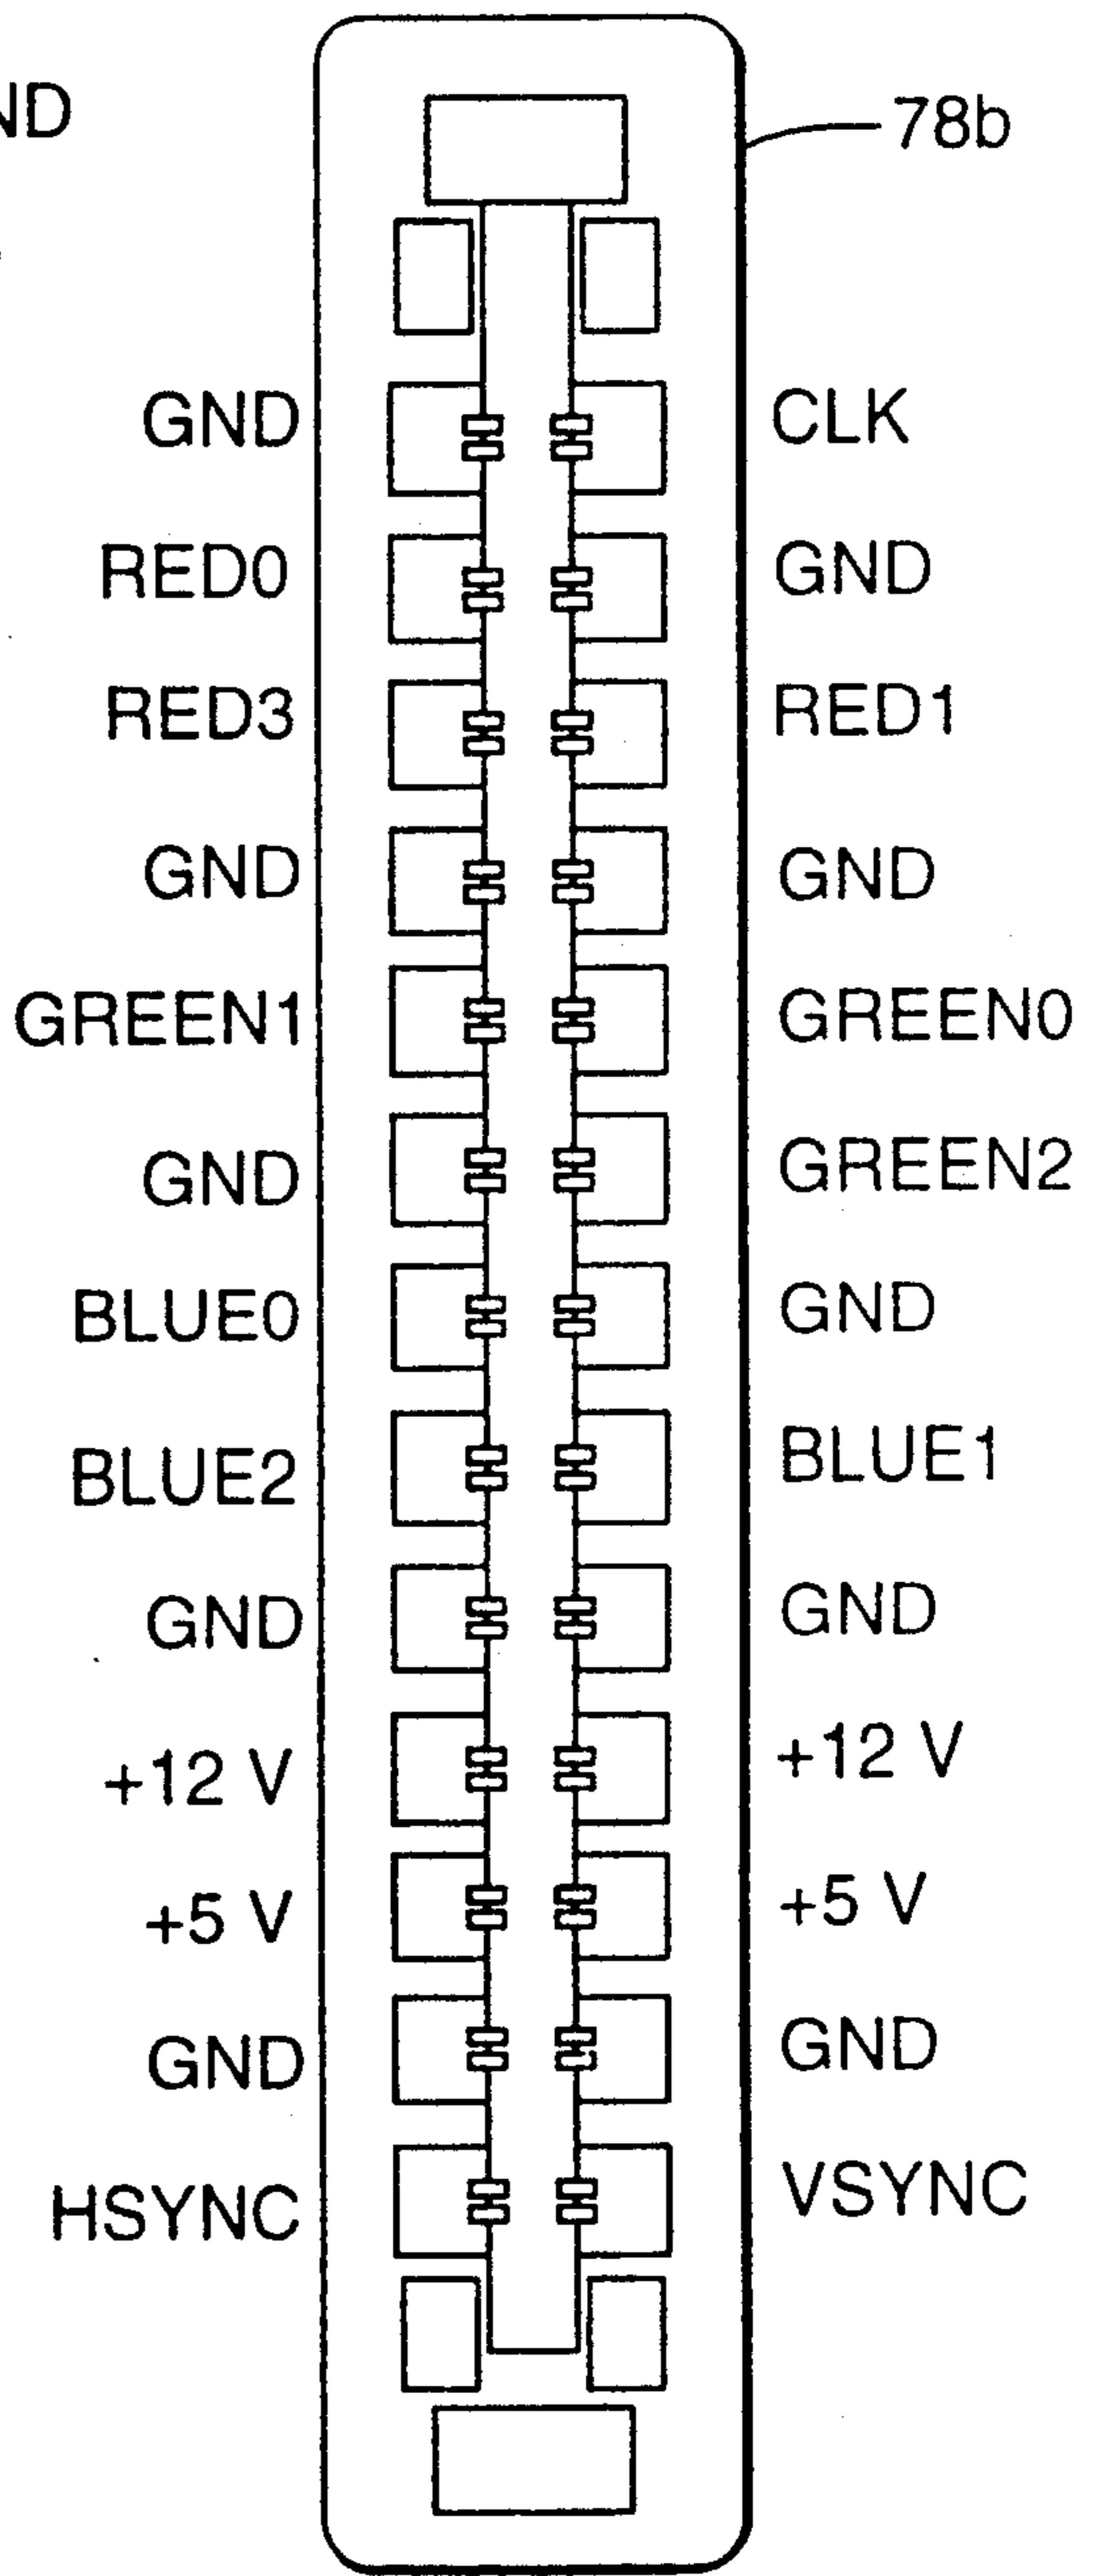 78b
GND CLK
RED0 GND
RED3 RED1
GND GND
GREEN1 GREEN0
GND GREEN2
BLUE0 GND
BLUE2 BLUE1
GND GND
+12 V +12 V
+5 V +5 V
GND GND
HSYNC VSYNC